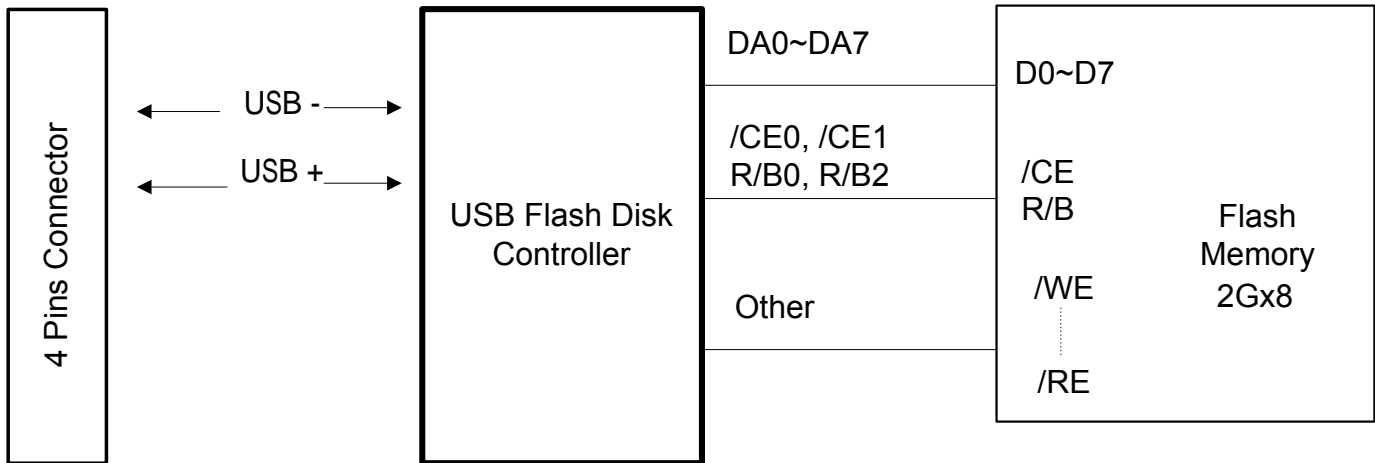 4 Pins Connector
USB -
USB +
USB Flash Disk
Controller
DA0~DA7
/CE0, /CE1
R/B0, R/B2
Other
D0~D7
/CE
R/B
/WE
/RE
Flash
Memory
2Gx8